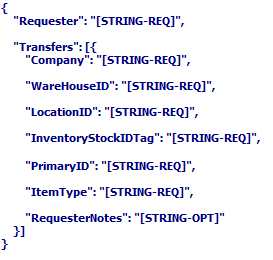 {
"Requester": "[STRING-REQ]",
"Transfers": [{
"Company": "[STRING-REQ]",
"WareHouseID": "[STRING-REQ]",
"LocationID": "[STRING-REQ]",
"InventoryStockIDTag": "[STRING-REQ]",
"PrimaryID": "[STRING-REQ]",
"ItemType": "[STRING-REQ]",
"RequesterNotes": "[STRING-OPT]"
}]
}